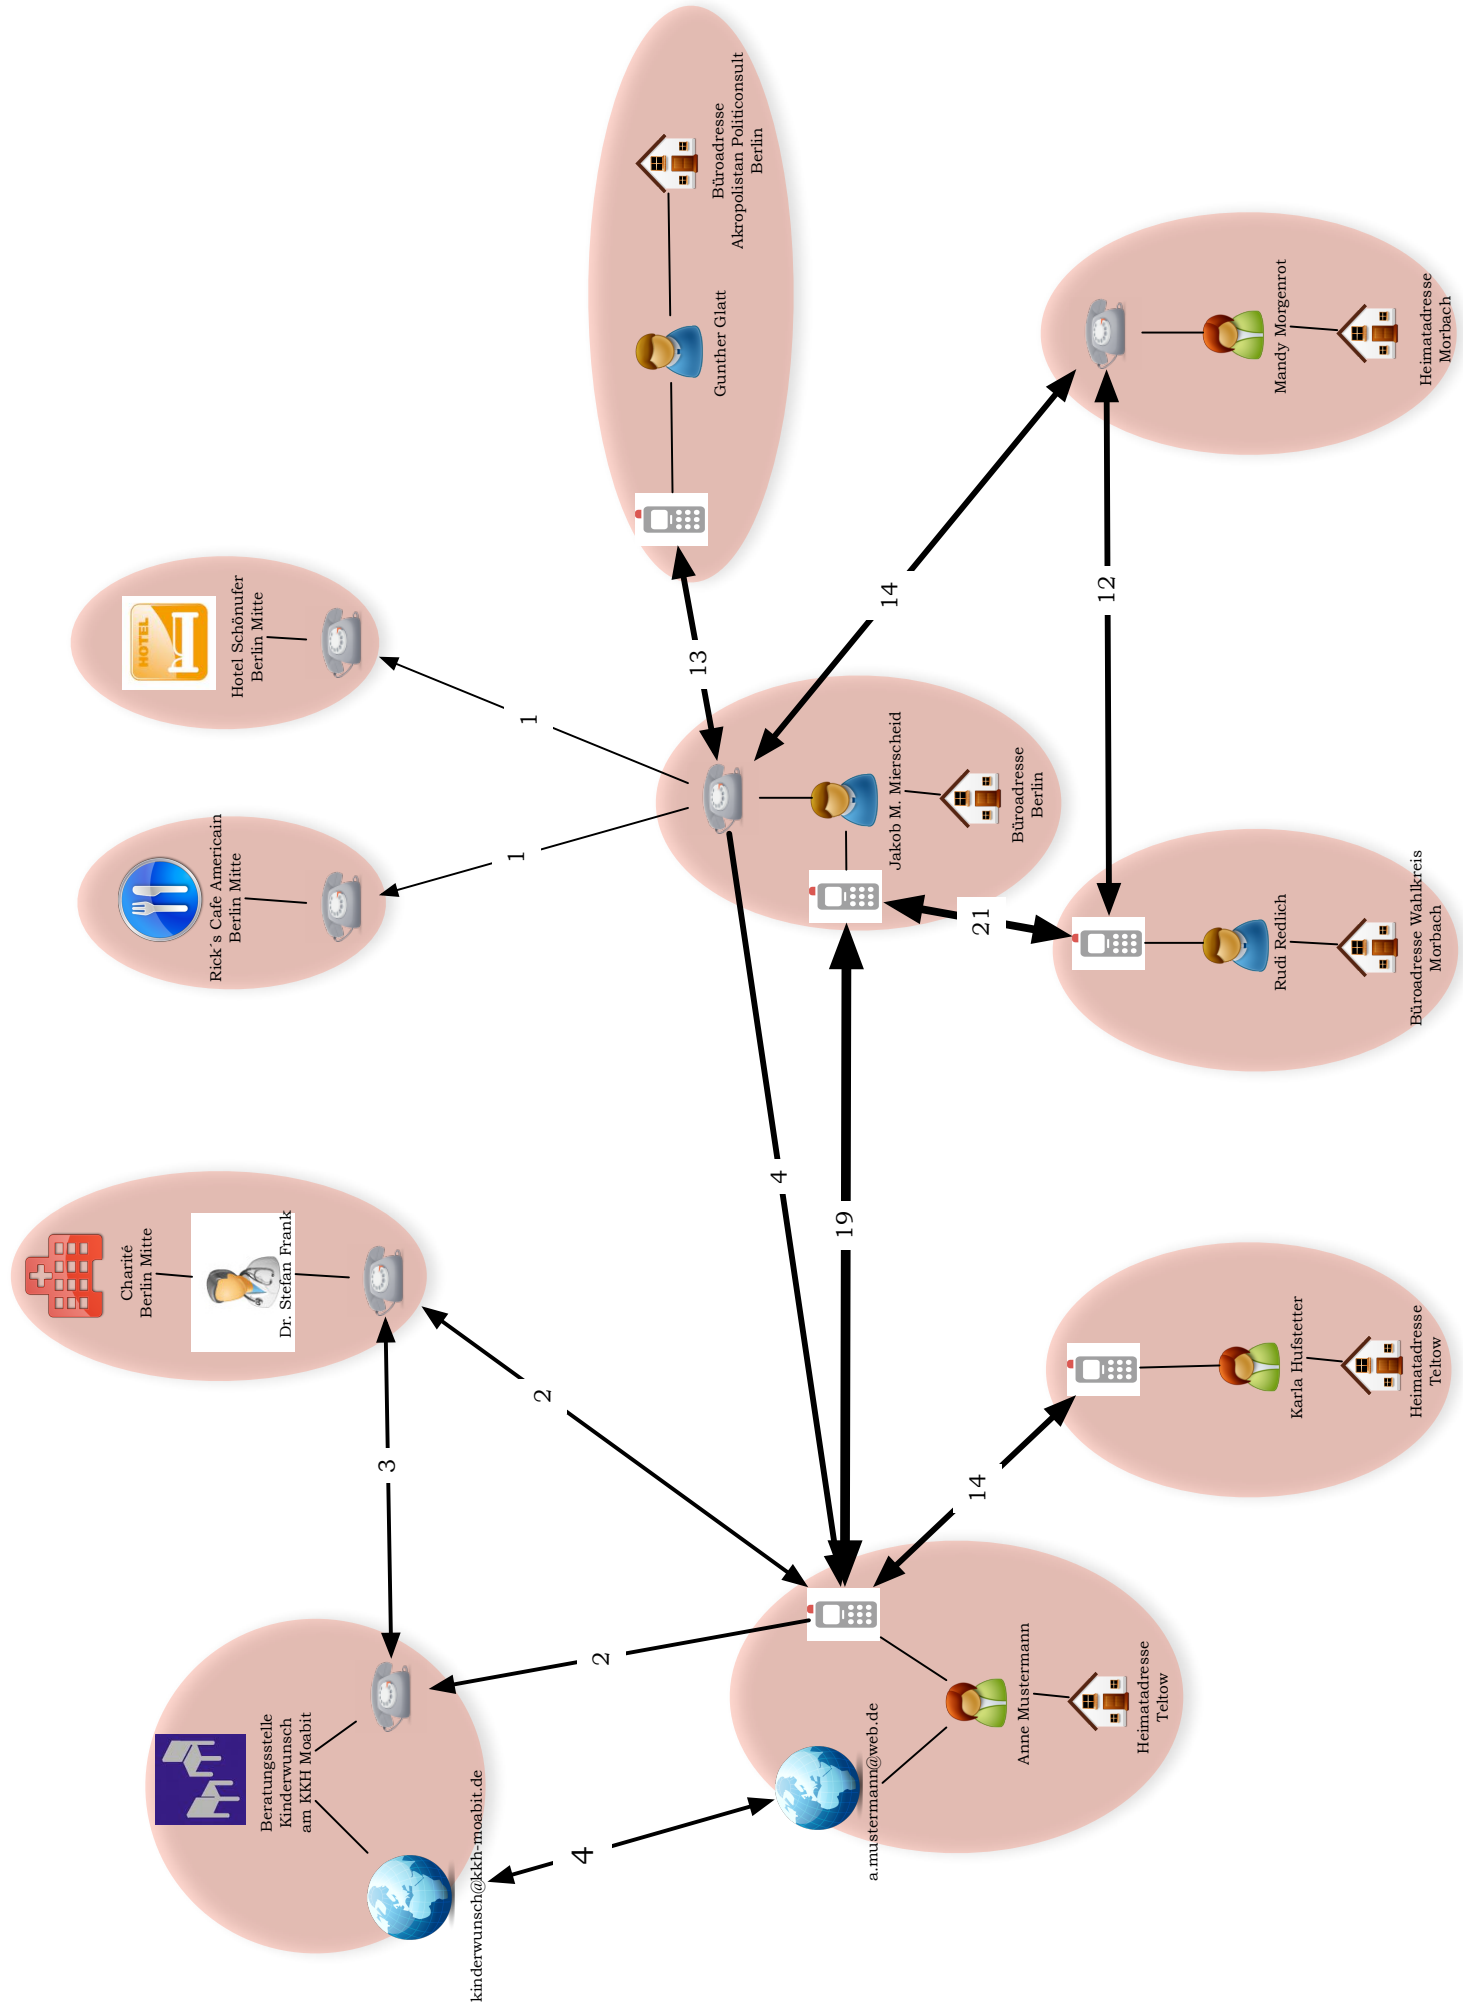 kinderwunsch@kkh-moabit.de
Beratungsstelle
Kinderwunsch
am KKH Moabit
4
a.mustermann@web.de
Anne Mustermann
Heimatadresse
Teltow
2
3
2
14
Charité
Berlin Mitte
Dr. Stefan Frank
Karla Hufstetter
Heimatadresse
Teltow
19
4
Rick´s Cafe Americain
Berlin Mitte
1
Jakob M. Mierscheid
Büroadresse
Berlin
21
Rudi Redlich
Büroadresse Wahlkreis
Morbach
HOTEL
Hotel Schönufer
Berlin Mitte
1
13
14
12
Gunther Glatt
Büroadresse
Akropolistan Politiconsult
Berlin
Mandy Morgenrot
Heimatadresse
Morbach